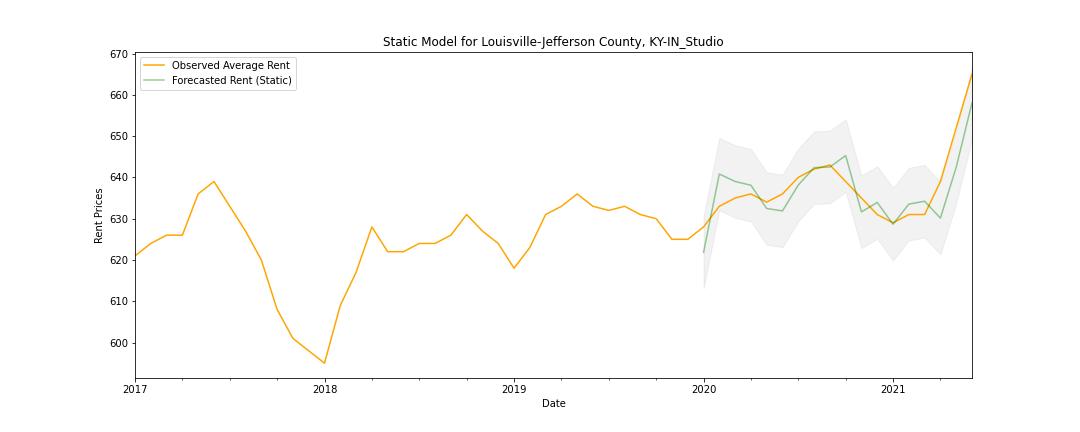 Static Model for Louisville-Jefferson County, KY-IN_Studio
Observed Average Rent
Forecasted Rent (Static)
670
660
650
640
630
620
610
600
Rent Prices
2017
2018
2019
2020
2021
Date